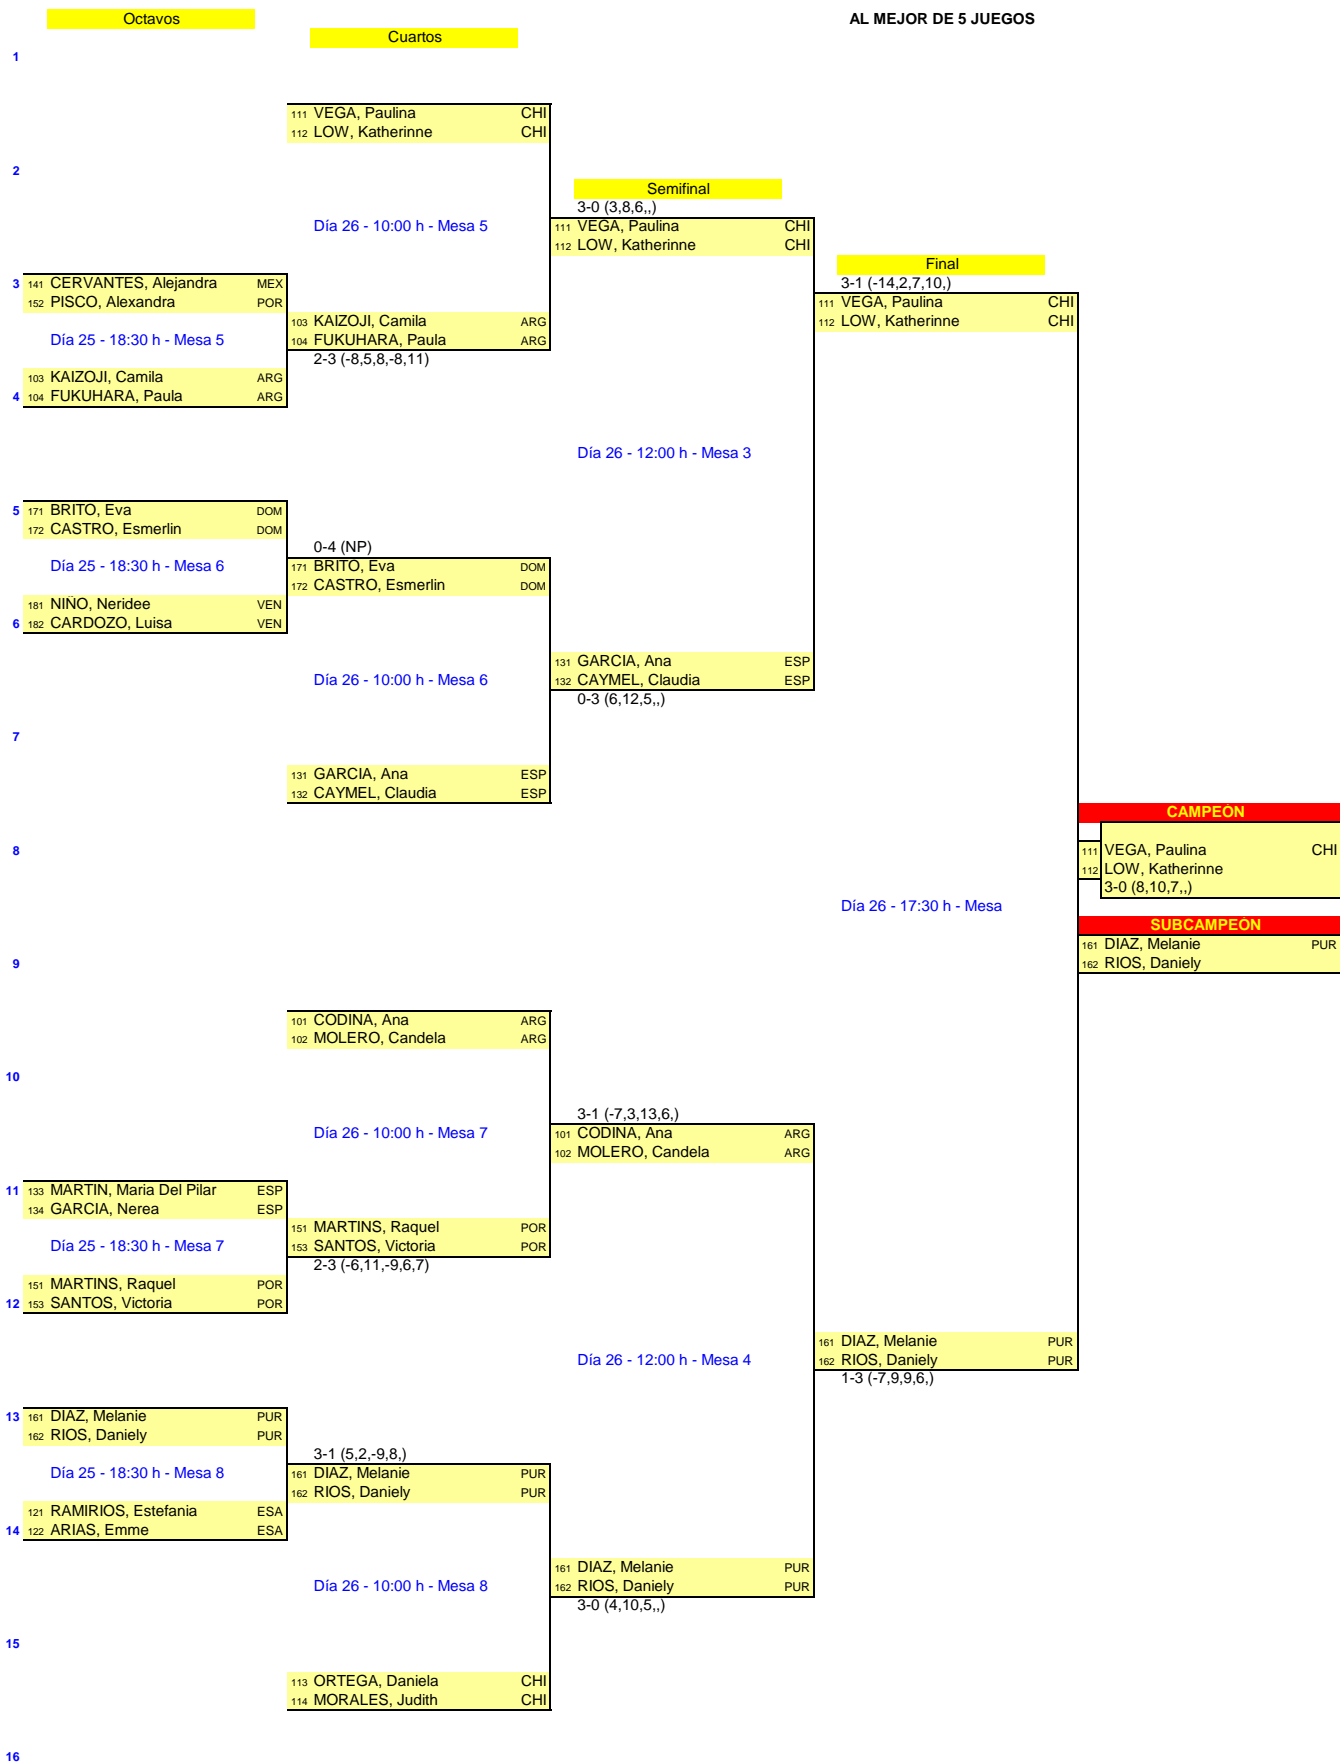 Octavos
AL MEJOR DE 5 JUEGOS
Cuartos
1
111 VEGA, Paulina CHI
112 LOW, Katherinne CHI
2
Semifinal
3-0 (3,8,6,,)
Día 26 - 10:00 h - Mesa 5
111 VEGA, Paulina CHI
112 LOW, Katherinne CHI
Final
3-1 (-14,2,7,10,)
3 141 CERVANTES, Alejandra MEX
152 PISCO, Alexandra POR
111 VEGA, Paulina CHI
112 LOW, Katherinne CHI
103 KAIZOJI, Camila ARG
104 FUKUHARA, Paula ARG
Día 25 - 18:30 h - Mesa 5
2-3 (-8,5,8,-8,11)
103 KAIZOJI, Camila ARG
4 104 FUKUHARA, Paula ARG
Día 26 - 12:00 h - Mesa 3
5 171 BRITO, Eva DOM
172 CASTRO, Esmerlin DOM
0-4 (NP)
Día 25 - 18:30 h - Mesa 6
171 BRITO, Eva DOM
172 CASTRO, Esmerlin DOM
181 NIÑO, Neridee VEN
6 182 CARDOZO, Luisa VEN
131 GARCIA, Ana ESP
132 CAYMEL, Claudia ESP
Día 26 - 10:00 h - Mesa 6
0-3 (6,12,5,,)
7
131 GARCIA, Ana ESP
132 CAYMEL, Claudia ESP
CAMPEÓN
8
111 VEGA, Paulina CHI
112 LOW, Katherinne
3-0 (8,10,7,,)
Día 26 - 17:30 h - Mesa
SUBCAMPEÓN
161 DIAZ, Melanie PUR
162 RIOS, Daniely
9
101 CODINA, Ana ARG
102 MOLERO, Candela ARG
10
3-1 (-7,3,13,6,)
Día 26 - 10:00 h - Mesa 7
101 CODINA, Ana ARG
102 MOLERO, Candela ARG
11 133 MARTIN, Maria Del Pilar ESP
134 GARCIA, Nerea ESP
151 MARTINS, Raquel POR
153 SANTOS, Victoria POR
Día 25 - 18:30 h - Mesa 7
2-3 (-6,11,-9,6,7)
151 MARTINS, Raquel POR
12 153 SANTOS, Victoria POR
161 DIAZ, Melanie PUR
162 RIOS, Daniely PUR
Día 26 - 12:00 h - Mesa 4
1-3 (-7,9,9,6,)
13 161 DIAZ, Melanie PUR
162 RIOS, Daniely PUR
3-1 (5,2,-9,8,)
Día 25 - 18:30 h - Mesa 8
161 DIAZ, Melanie PUR
162 RIOS, Daniely PUR
121 RAMIRIOS, Estefania ESA
14 122 ARIAS, Emme ESA
161 DIAZ, Melanie PUR
162 RIOS, Daniely PUR
Día 26 - 10:00 h - Mesa 8
3-0 (4,10,5,,)
15
113 ORTEGA, Daniela CHI
114 MORALES, Judith CHI
16